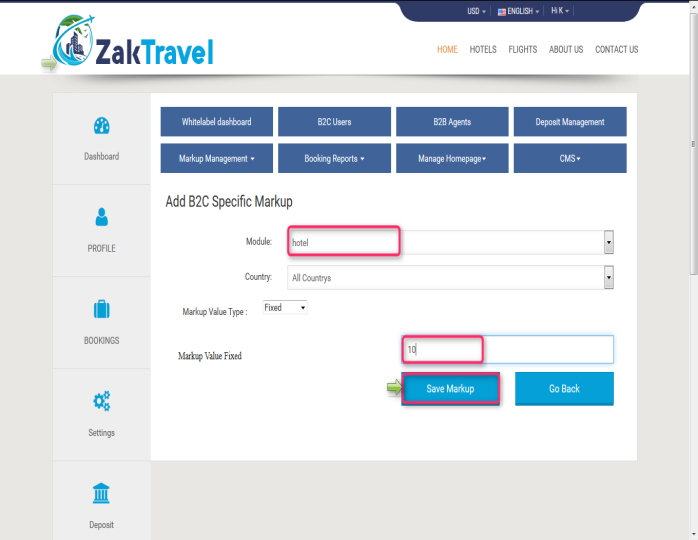 USD ENGLISH Hi K
ZakTravel
HOME HOTELS FLIGHTS ABOUT US CONTACT US
Dashboard
PROFILE
BOOKINGS
Settings
Deposit
Whitelabel dashboard B2C Users B2B Agents Deposit Management
Markup Management Booking Reports Manage Homepage CMS
Add B2C Specific Markup
Module: hotel
Country: All Countrys
Markup Value Type : Fixed
Markup Value Fixed 10
Save Markup Go Back